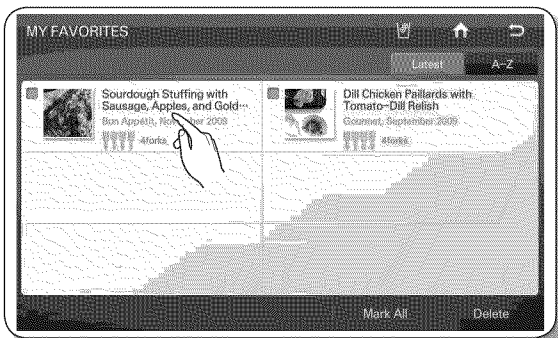 MY FAVORITES
Latest
A-Z
Sourdough Stuffing with
Sausage, Apples, and Gold…
Bon Appétit, November 2009
4forks
Dill Chicken Paillards with
Tomato-Dill Relish
Gourmet, September 2009
4forks
Mark All
Delete